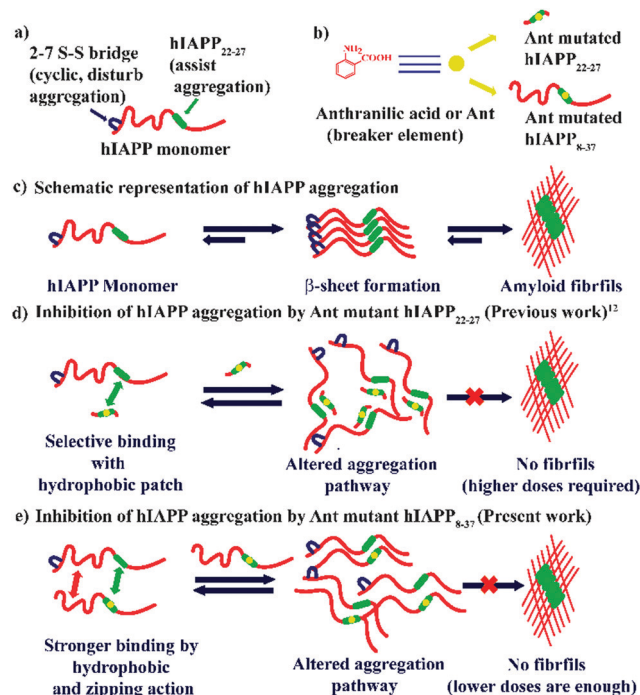 a)
2-7 S-S bridge
(cyclic, disturb
aggregation)
hIAPP22-27
(assist
aggregation)
hIAPP monomer
b)
NH2
COOH
Anthranilic acid or Ant
(breaker element)
Ant mutated
hIAPP22-27
Ant mutated
hIAPP8-37
c) Schematic representation of hIAPP aggregation
hIAPP Monomer
β-sheet formation
Amyloid fibrfils
d) Inhibition of hIAPP aggregation by Ant mutant hIAPP22-27 (Previous work)12
Selective binding
with
hydrophobic patch
Altered aggregation
pathway
No fibrfils
(higher doses required)
e) Inhibition of hIAPP aggregation by Ant mutant hIAPP8-37 (Present work)
Stronger binding by
hydrophobic
and zipping action
Altered aggregation
pathway
No fibrfils
(lower doses are enough)